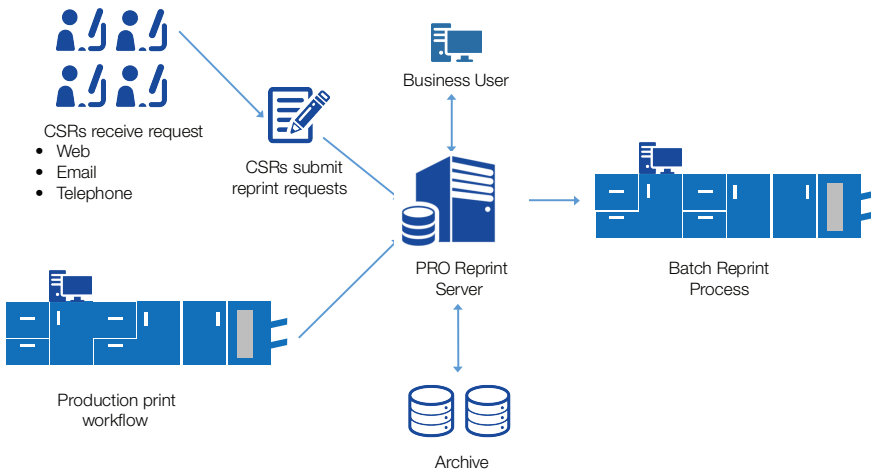 Business User
CSRs receive request
• Web
• Email
• Telephone
CSRs submit
reprint requests
PRO Reprint
Server
Batch Reprint
Process
Production print
workflow
Archive